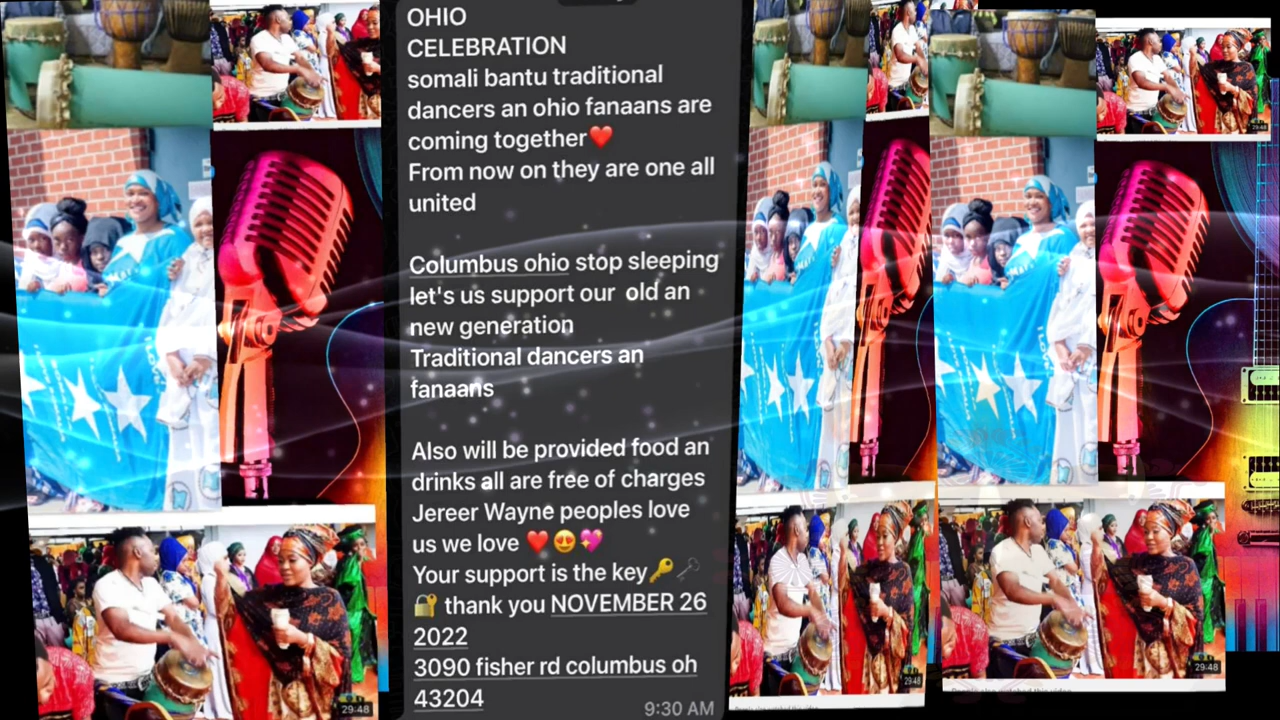 OHIO
CELEBRATION
somali bantu traditional
dancers an ohio fanaans are
coming together❤️
From now on they are one all
united
Columbus ohio stop sleeping
let's us support our old an
new generation
Traditional dancers an
fanaans
Also will be provided food an
drinks all are free of charges
Jereer Wayne peoples love
us we love ❤️😍💖
Your support is the key🔑🗝️
🔐 thank you NOVEMBER 26
2022
3090 fisher rd columbus oh
43204
9:30 AM
29:48
29:48
29:48
29:48